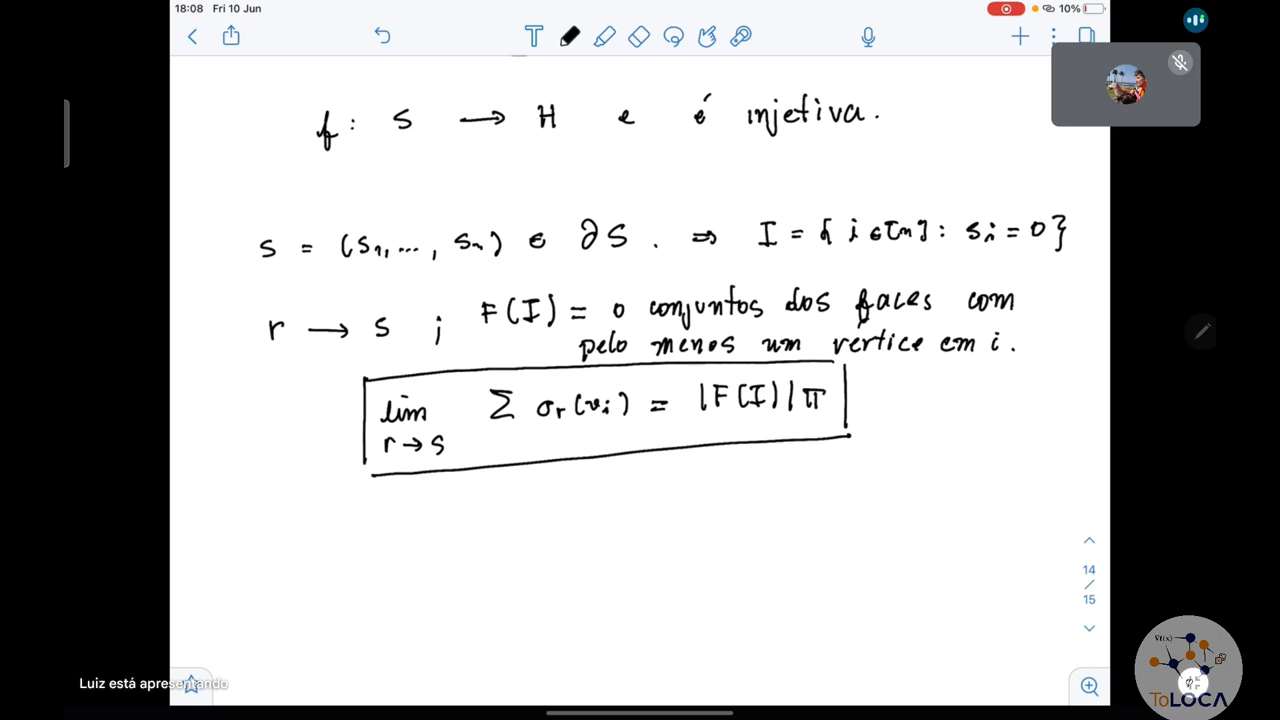 18:08 Fri 10 Jun
10%
f: S → H e é injetiva.
s = (s₁, ..., sₙ) ∈ ∂S . ⇒ I = { i ∈ [n] : sᵢ = 0 }
r → s ; F(I) = o conjuntos dos faces com
pelo menos um vértice em i.
lim Σ σᵣ(vᵢ) = |F(I)| π
r → s
14
/
15
Luiz está apresentando
∇f(x)
ToLOCA